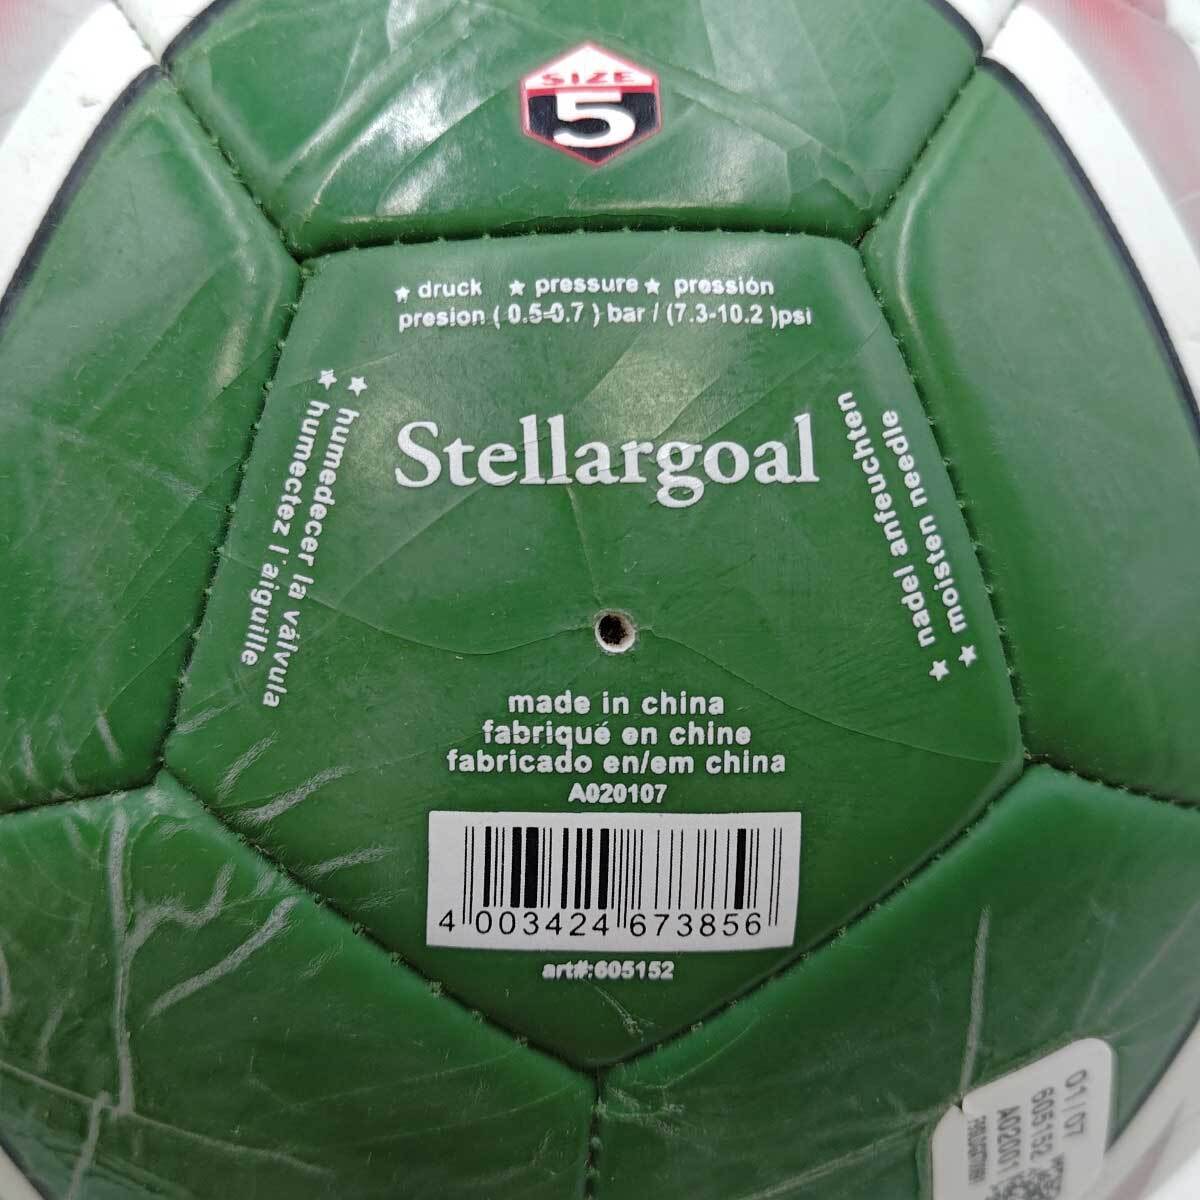 SIZE
5
★ druck ★ pressure ★ pressión
presion ( 0.5-0.7 ) bar / (7.3-10.2 )psi
★ humedecer la válvula
★ humectez l'aiguille
Stellargoal
★ nadel anfeuchten
★ moisten needle
made in china
fabriqué en chine
fabricado en/em china
A020107
4 003424 673856
art#:605152
01/07
605152